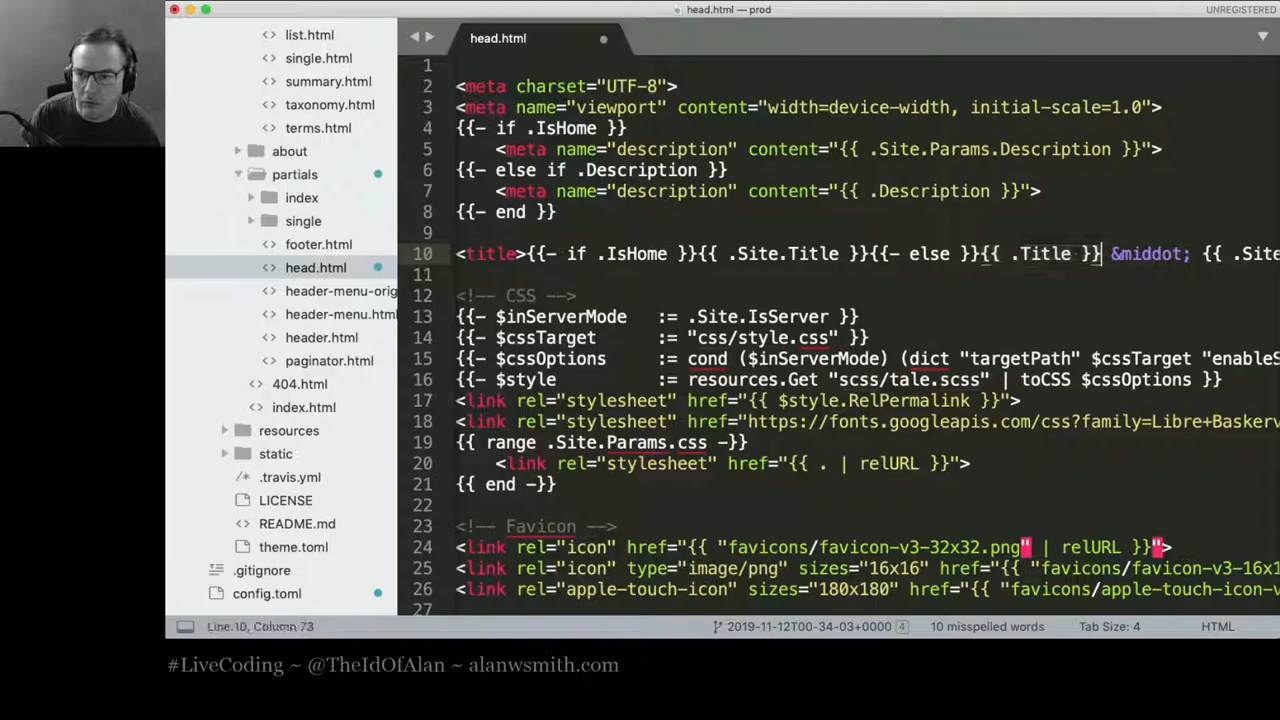 head.html — prod
UNREGISTERED
list.html
single.html
summary.html
taxonomy.html
terms.html
about
partials
index
single
footer.html
head.html
header-menu-orig
header-menu.html
header.html
paginator.html
404.html
index.html
resources
static
.travis.yml
LICENSE
README.md
theme.toml
.gitignore
config.toml
head.html
1
2 <meta charset="UTF-8">
3 <meta name="viewport" content="width=device-width, initial-scale=1.0">
4 {{- if .IsHome }}
5 <meta name="description" content="{{ .Site.Params.Description }}">
6 {{- else if .Description }}
7 <meta name="description" content="{{ .Description }}">
8 {{- end }}
9
10 <title>{{- if .IsHome }}{{ .Site.Title }}{{- else }}{{ .Title }} &middot; {{ .Site
11
12 <!-- CSS -->
13 {{- $inServerMode := .Site.IsServer }}
14 {{- $cssTarget := "css/style.css" }}
15 {{- $cssOptions := cond ($inServerMode) (dict "targetPath" $cssTarget "enableS
16 {{- $style := resources.Get "scss/tale.scss" | toCSS $cssOptions }}
17 <link rel="stylesheet" href="{{ $style.RelPermalink }}">
18 <link rel="stylesheet" href="https://fonts.googleapis.com/css?family=Libre+Baskerv
19 {{ range .Site.Params.css -}}
20 <link rel="stylesheet" href="{{ . | relURL }}">
21 {{ end -}}
22
23 <!-- Favicon -->
24 <link rel="icon" href="{{ "favicons/favicon-v3-32x32.png" | relURL }}">
25 <link rel="icon" type="image/png" sizes="16x16" href="{{ "favicons/favicon-v3-16x1
26 <link rel="apple-touch-icon" sizes="180x180" href="{{ "favicons/apple-touch-icon-v
27
Line 10, Column 73
2019-11-12T00-34-03+0000 4
10 misspelled words
Tab Size: 4
HTML
#LiveCoding ~ @TheIdOfAlan ~ alanwsmith.com